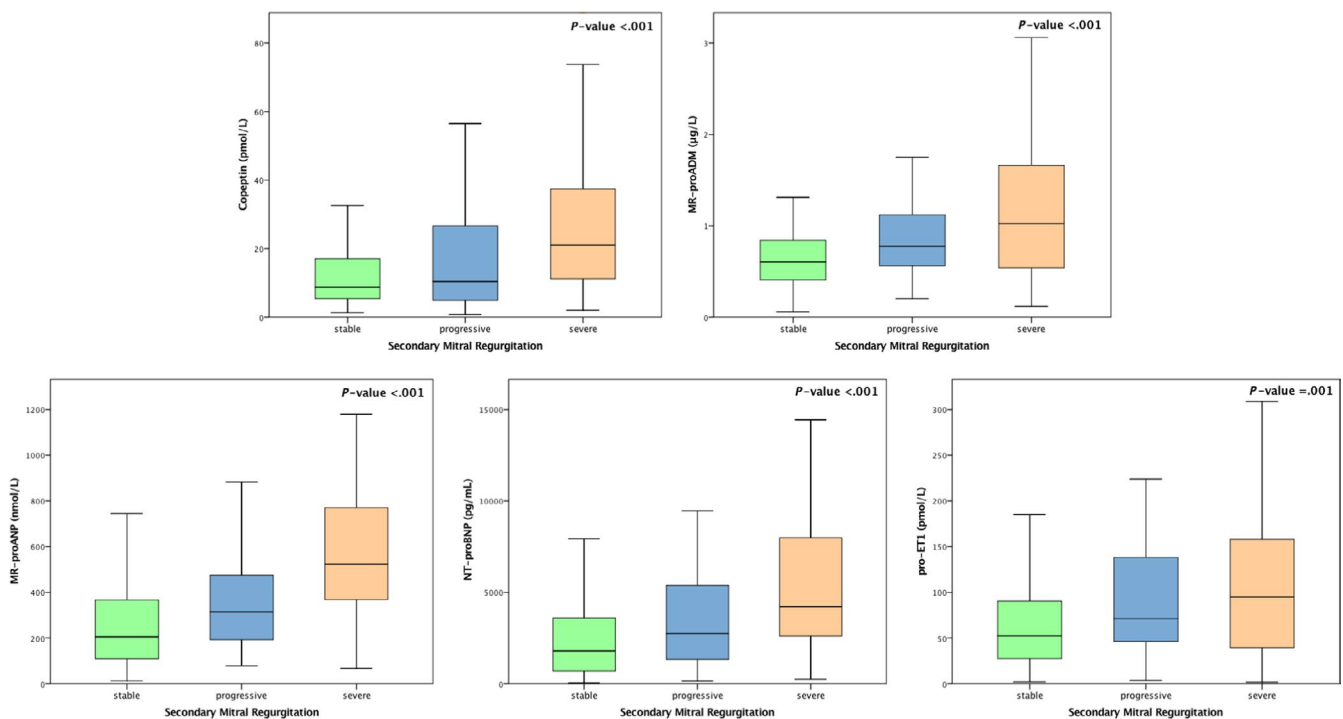 P-value <.001
80
60
40
20
0
Copeptin (pmol/L)
stable progressive severe
Secondary Mitral Regurgitation
P-value <.001
3
2
1
0
MR-proADM (µg/L)
stable progressive severe
Secondary Mitral Regurgitation
P-value <.001
1200
1000
800
600
400
200
0
MR-proANP (nmol/L)
stable progressive severe
Secondary Mitral Regurgitation
P-value <.001
15000
10000
5000
0
NT-proBNP (pg/mL)
stable progressive severe
Secondary Mitral Regurgitation
P-value =.001
300
250
200
150
100
50
0
pro-ET1 (pmol/L)
stable progressive severe
Secondary Mitral Regurgitation